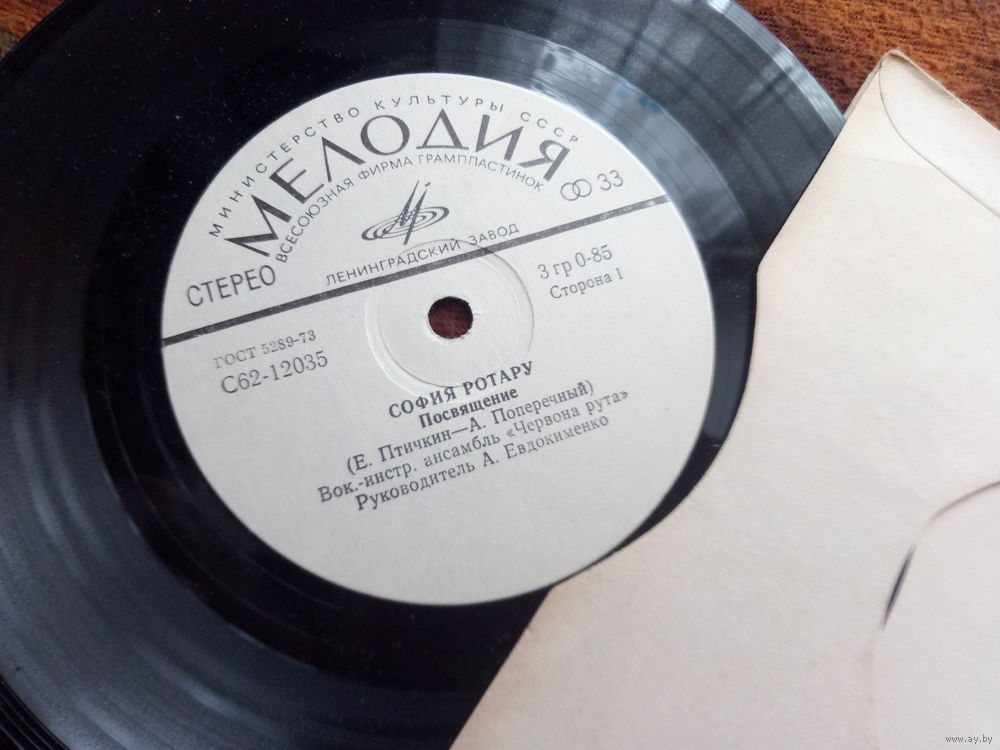 МИНИСТЕРСТВО КУЛЬТУРЫ СССР
МЕЛОДИЯ
ВСЕСОЮЗНАЯ ФИРМА ГРАМПЛАСТИНОК
33
СТЕРЕО
ЛЕНИНГРАДСКИЙ ЗАВОД
3 гр 0-85
Сторона 1
ГОСТ 5289-73
С62-12035
СОФИЯ РОТАРУ
Посвящение
(Е. Птичкин—А. Поперечный)
Вок.-инстр. ансамбль «Червона рута»
Руководитель А. Евдокименко
www.ay.by